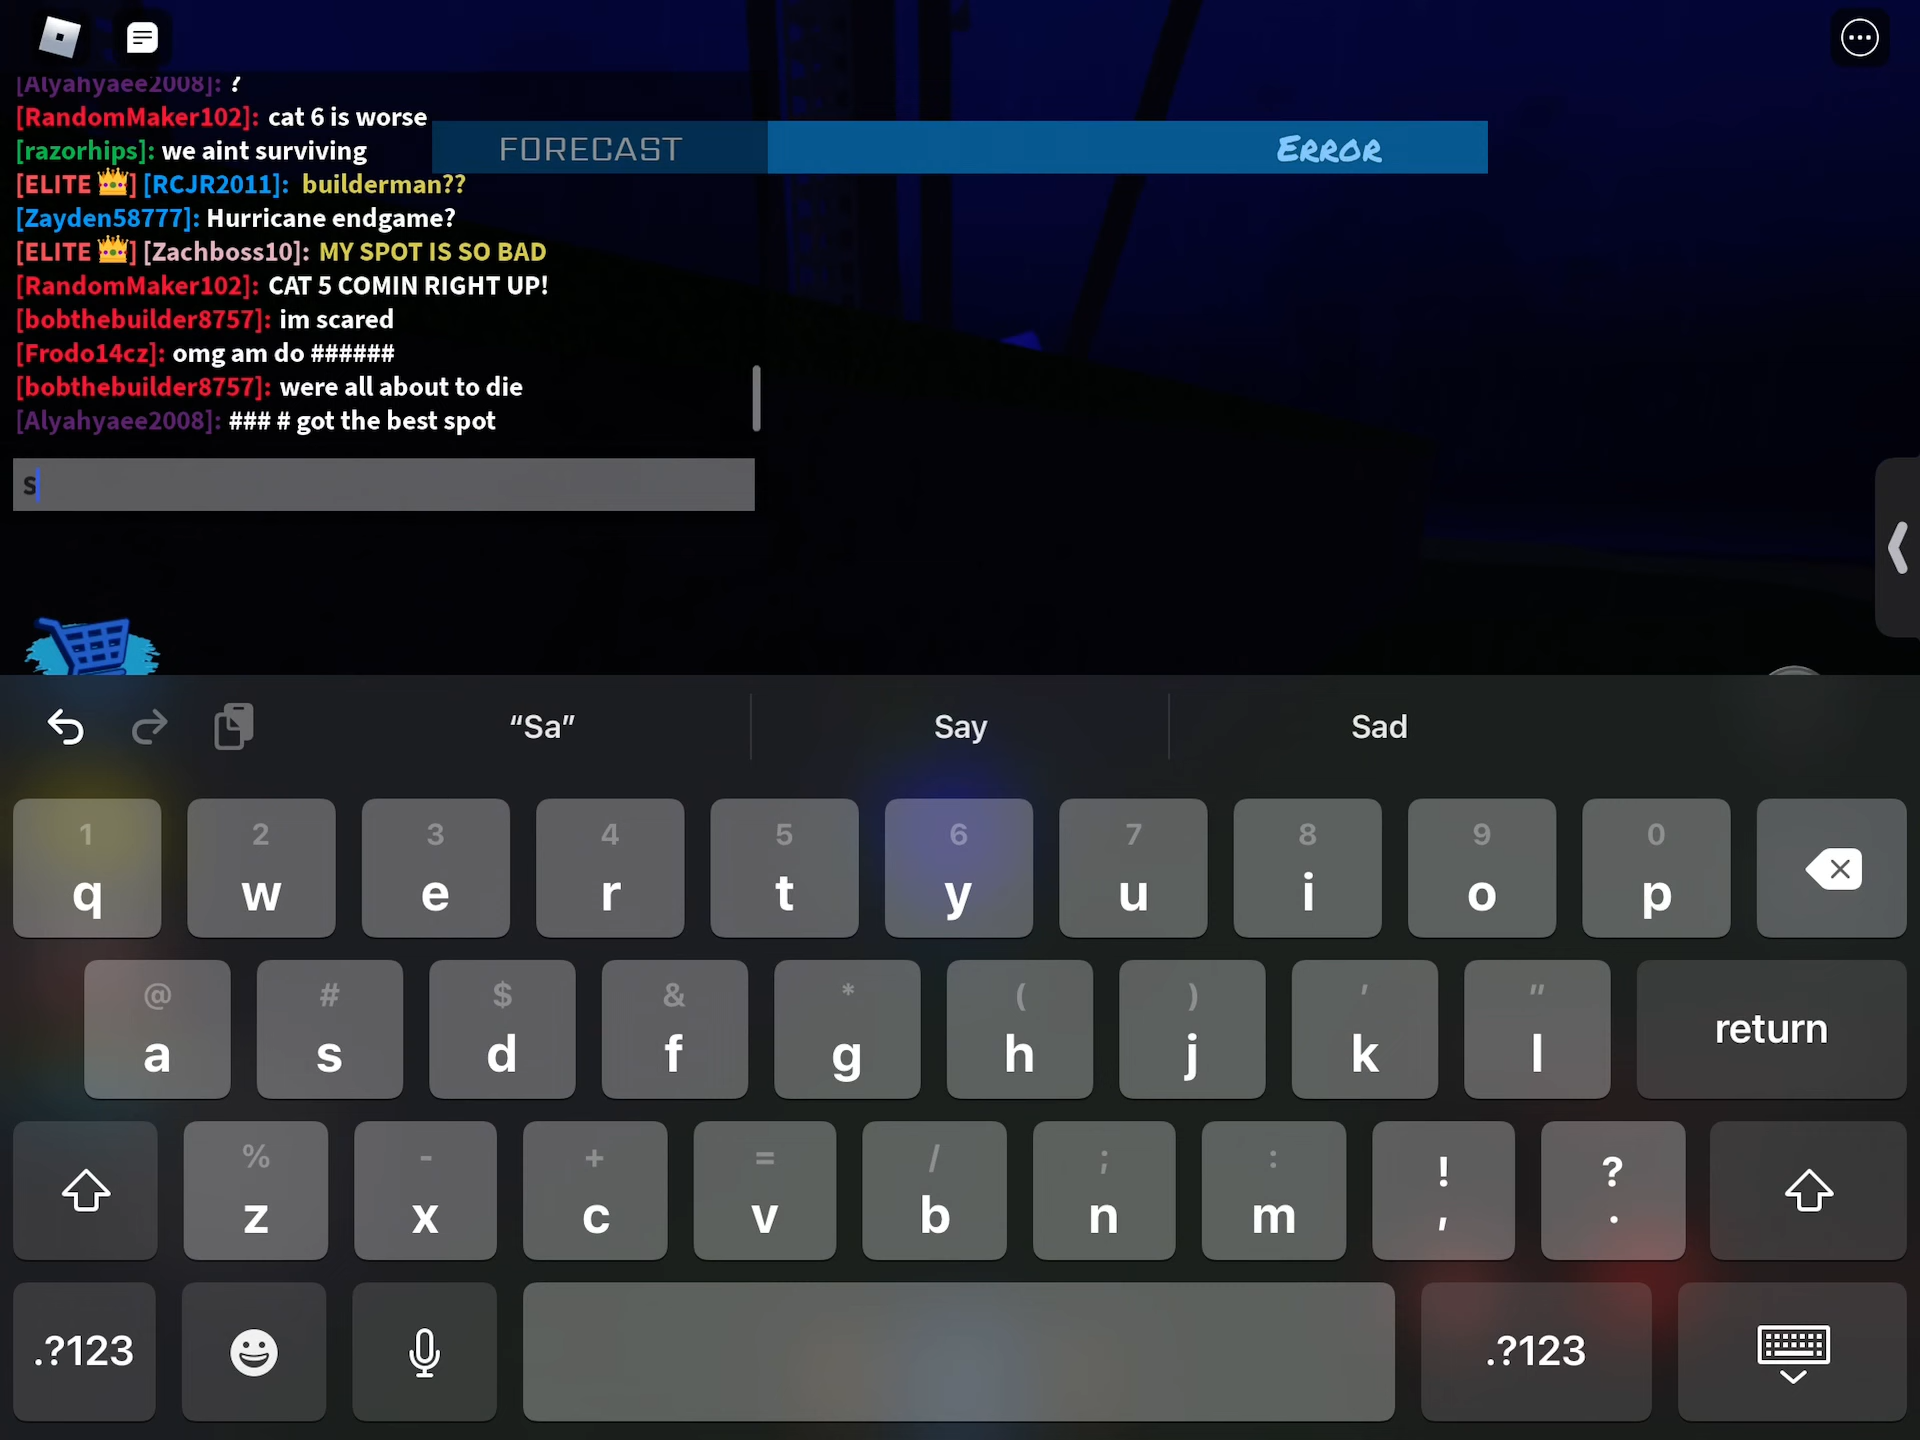 [Alyahyaee2008]: ?
[RandomMaker102]: cat 6 is worse
[razorhips]: we aint surviving
[ELITE 👑] [RCJR2011]: builderman??
[Zayden58777]: Hurricane endgame?
[ELITE 👑] [Zachboss10]: MY SPOT IS SO BAD
[RandomMaker102]: CAT 5 COMIN RIGHT UP!
[bobthebuilder8757]: im scared
[Frodo14cz]: omg am do ######
[bobthebuilder8757]: were all about to die
[Alyahyaee2008]: ### # got the best spot
FORECAST ERROR
s
“Sa” Say Sad
1 2 3 4 5 6 7 8 9 0
q w e r t y u i o p
@ # $ & * ( ) ' "
a s d f g h j k l return
% - + = / ; : ! ?
z x c v b n m , .
.?123 .?123